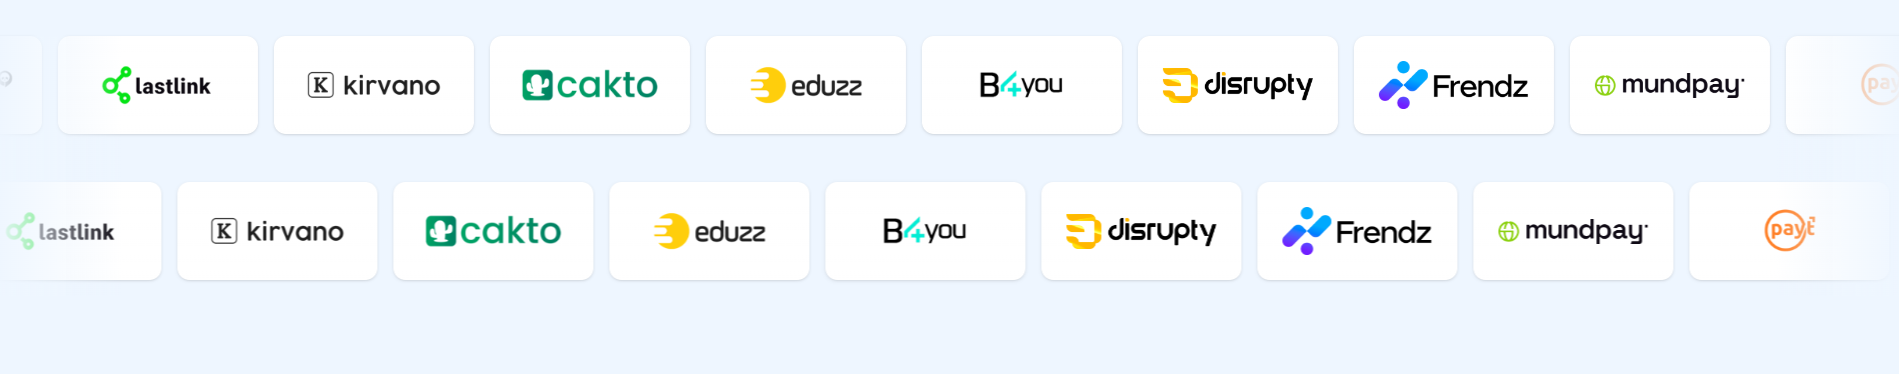 lastlink K kirvano cakto eduzz B4you disrupty Frendz mundpay pay
lastlink K kirvano cakto eduzz B4you disrupty Frendz mundpay payt